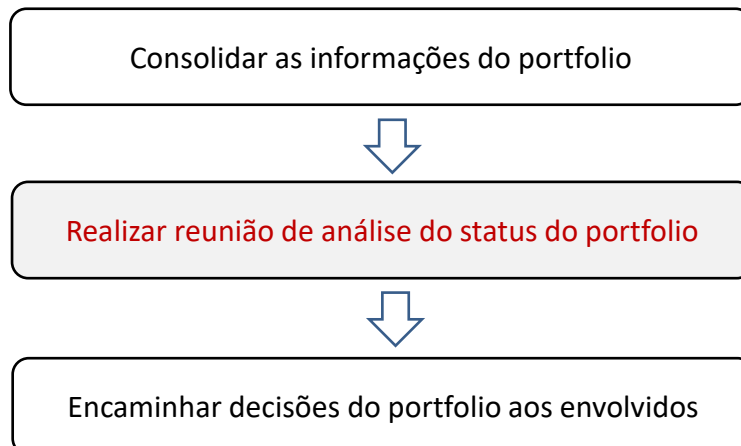 Consolidar as informações do portfolio
Realizar reunião de análise do status do portfolio
Encaminhar decisões do portfolio aos envolvidos